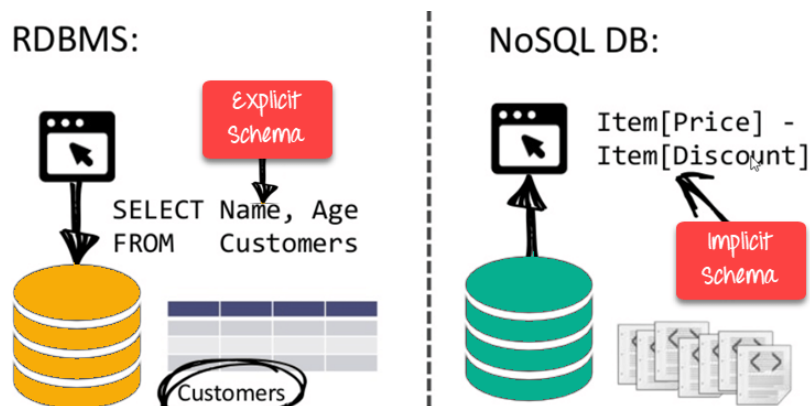 RDBMS:
Explicit
Schema
SELECT Name, Age
FROM Customers
Customers
NoSQL DB:
Item[Price] -
Item[Discount]
Implicit
Schema